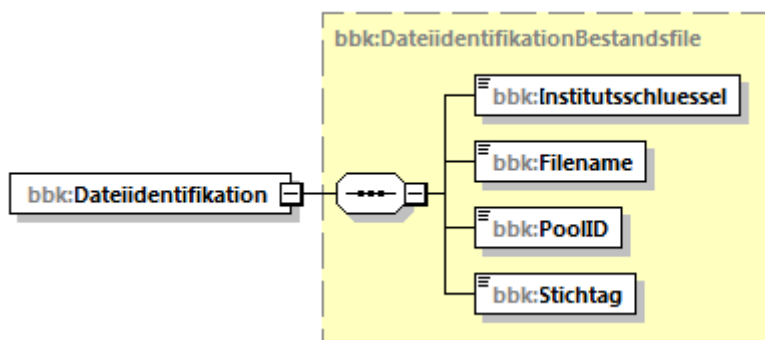 bbk:DateiidentifikationBestandsfile
bbk:Institutsschluessel
bbk:Filename
bbk:Dateiidentifikation
bbk:PoolID
bbk:Stichtag